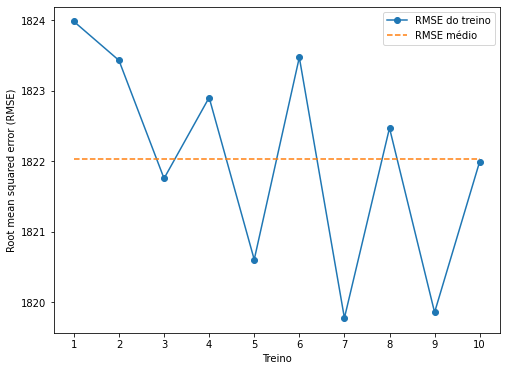 1824
1823
1822
1821
1820
Root mean squared error (RMSE)
RMSE do treino
RMSE médio
1 2 3 4 5 6 7 8 9 10
Treino